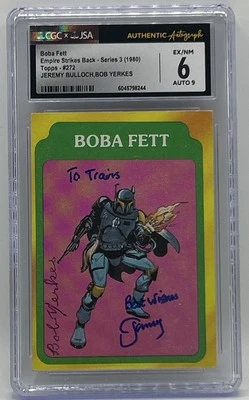 CGC × JSA
AUTHENTIC Autograph
Boba Fett
Empire Strikes Back - Series 3 (1980)
Topps - #272
JEREMY BULLOCH,BOB YERKES
6045798244
EX/NM
6
AUTO 9
BOBA FETT
To Travis
Best Wishes
Jeremy
Bob Yerkes